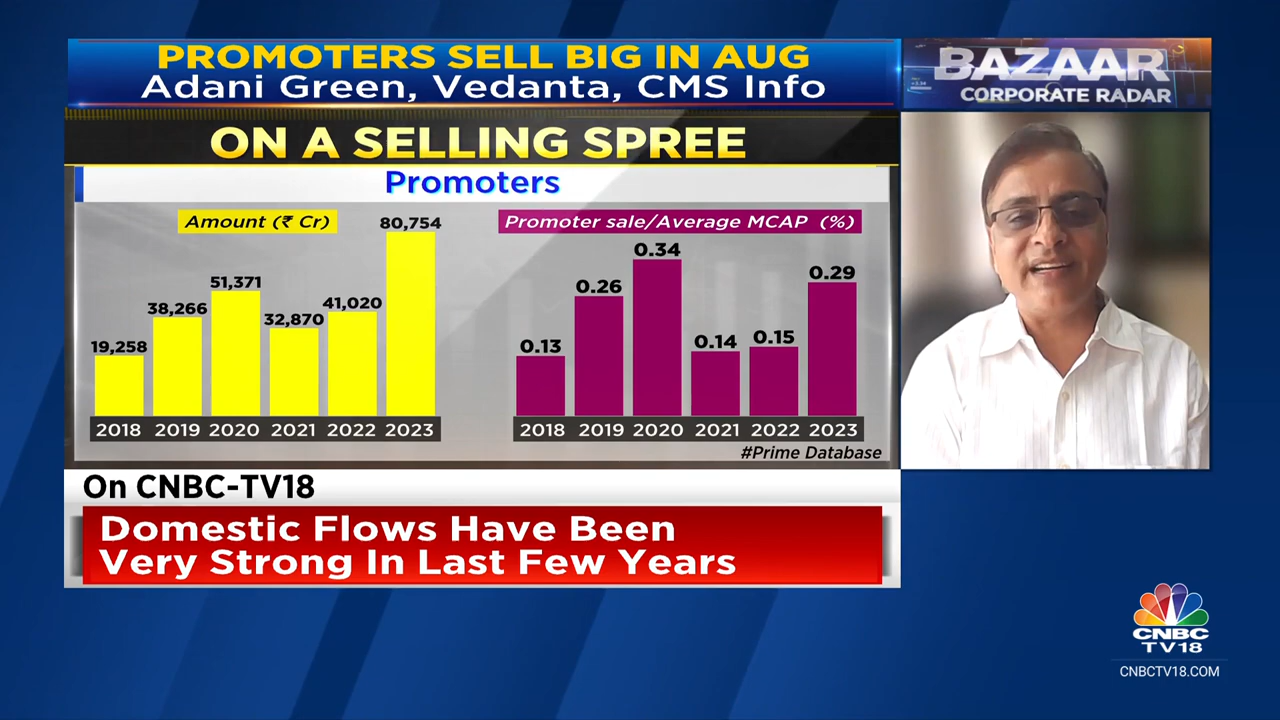 PROMOTERS SELL BIG IN AUG
Adani Green, Vedanta, CMS Info
BAZAAR
CORPORATE RADAR
ON A SELLING SPREE
Promoters
Amount (₹ Cr)
80,754
51,371
38,266
41,020
32,870
19,258
2018 2019 2020 2021 2022 2023
Promoter sale/Average MCAP (%)
0.34
0.29
0.26
0.13
0.14
0.15
2018 2019 2020 2021 2022 2023
#Prime Database
On CNBC-TV18
Domestic Flows Have Been
Very Strong In Last Few Years
CNBC
TV18
CNBCTV18.COM